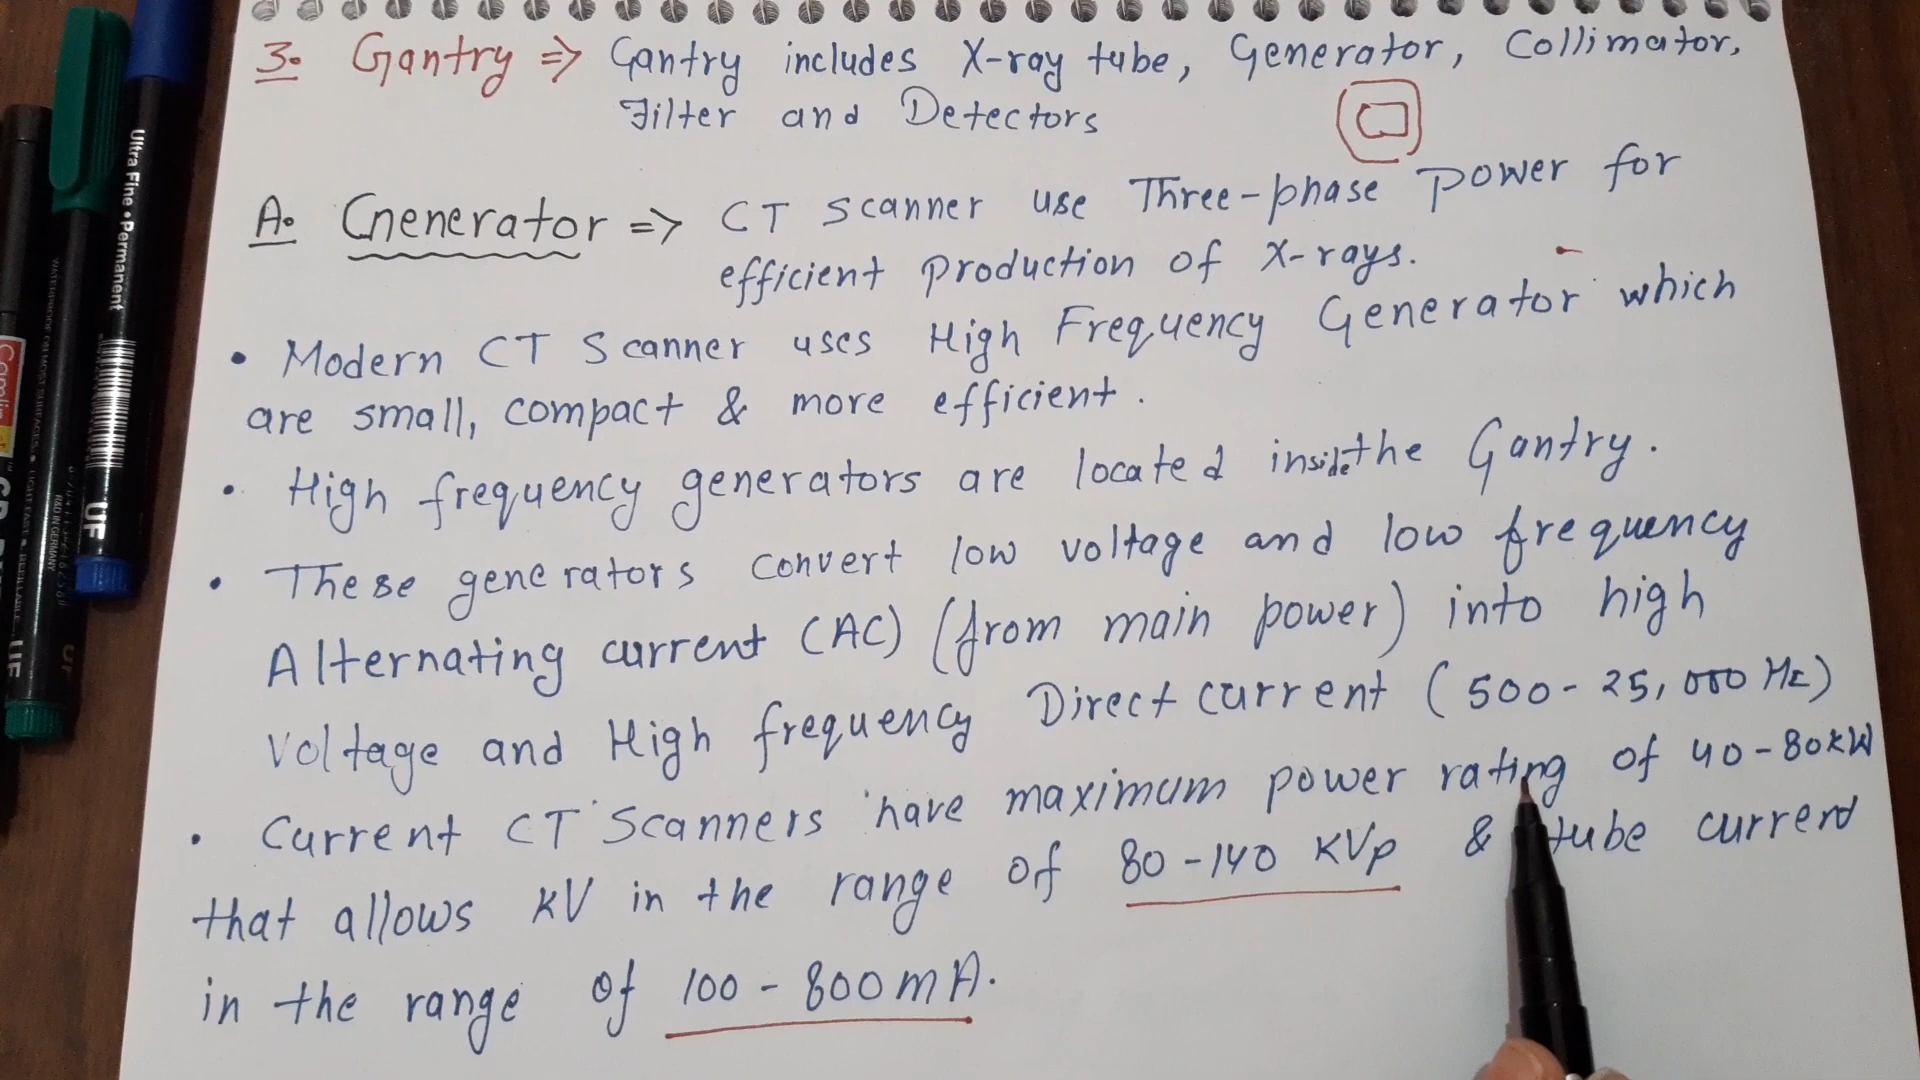 3. Gantry => Gantry includes X-ray tube, Generator, Collimator,
Filter and Detectors
A. Generator => CT scanner use Three-phase power for
efficient production of X-rays.
• Modern CT Scanner uses High Frequency Generator which
are small, compact & more efficient.
• High frequency generators are located inside the Gantry.
• These generators convert low voltage and low frequency
Alternating current (AC) (from main power) into high
voltage and High frequency Direct current (500-25,000 Hz)
• Current CT Scanners have maximum power rating of 40-80kW
that allows kV in the range of 80-140 KVp & tube current
in the range of 100-800mA.
Ultra Fine • Permanent
UF
UF